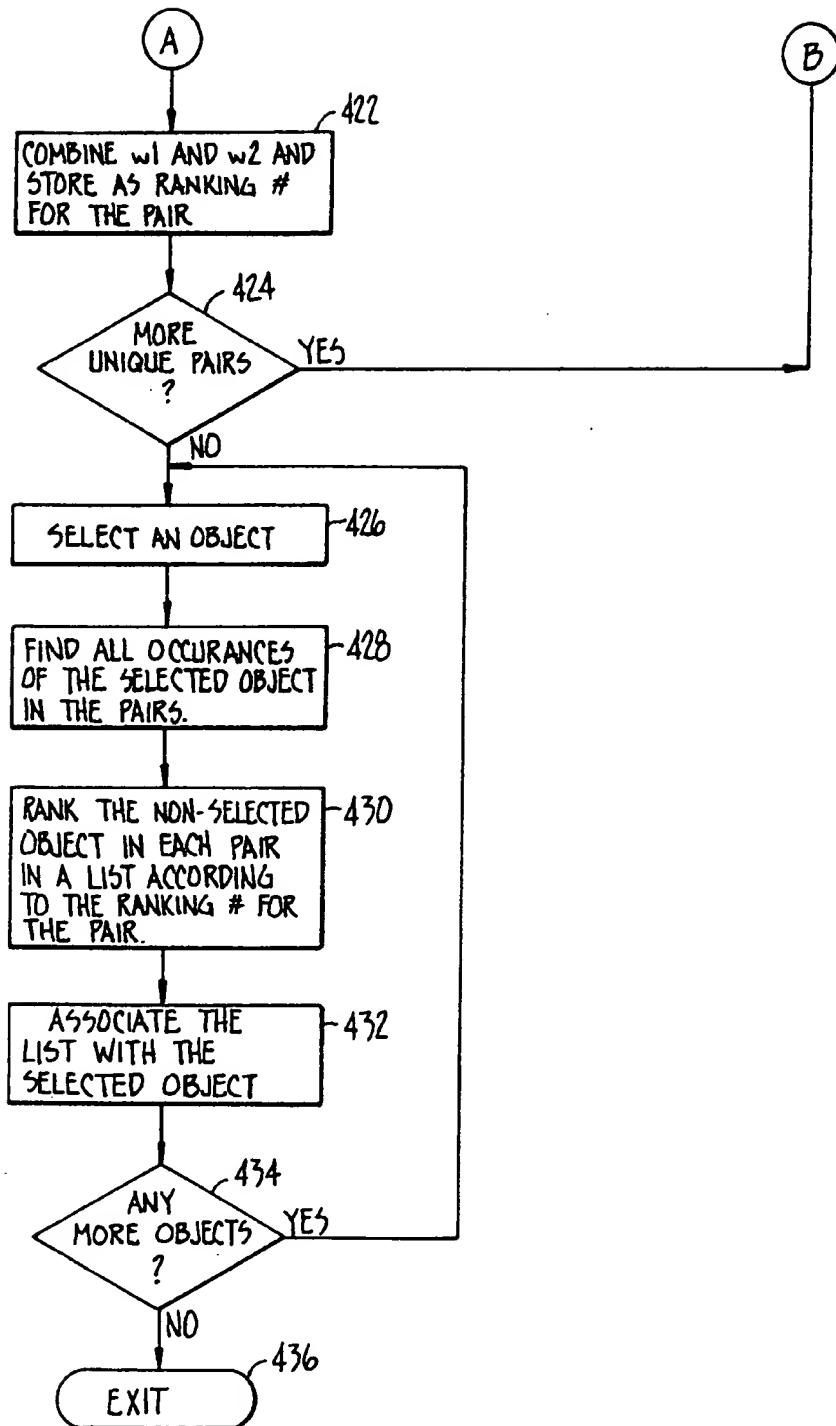 A
B
422
COMBINE w1 AND w2 AND
STORE AS RANKING #
FOR THE PAIR
424
MORE
UNIQUE PAIRS
?
YES
NO
SELECT AN OBJECT
426
FIND ALL OCCURANCES
OF THE SELECTED OBJECT
IN THE PAIRS.
428
RANK THE NON-SELECTED
OBJECT IN EACH PAIR
IN A LIST ACCORDING
TO THE RANKING # FOR
THE PAIR.
430
ASSOCIATE THE
LIST WITH THE
SELECTED OBJECT
432
434
ANY
MORE OBJECTS
?
YES
NO
436
EXIT